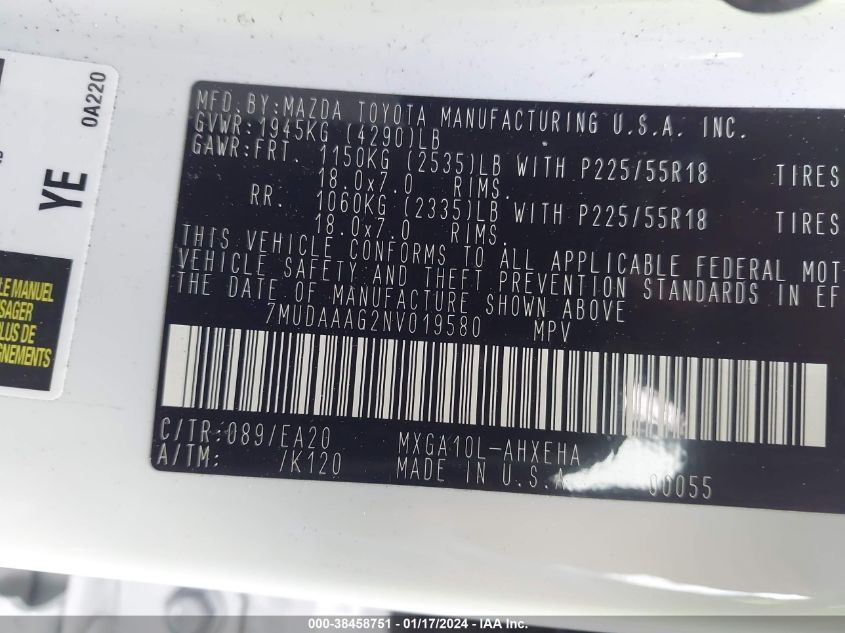 MFD. BY: MAZDA TOYOTA MANUFACTURING U.S.A. INC.
GVWR: 1945KG (4290)LB
GAWR: FRT. 1150KG (2535)LB WITH P225/55R18 TIRES
18.0x7.0 RIMS.
RR. 1060KG (2335)LB WITH P225/55R18 TIRES
18.0x7.0 RIMS.
THIS VEHICLE CONFORMS TO ALL APPLICABLE FEDERAL MOT
VEHICLE SAFETY AND THEFT PREVENTION STANDARDS IN EF
THE DATE OF MANUFACTURE SHOWN ABOVE
7MUDAAAG2NV019580 MPV
C/TR:089/EA20 MXGA10L-AHXEHA
A/TM: /K120 MADE IN U.S.A. 00055
0A220
YE
LE MANUEL
SAGER
PLUS DE
GNEMENTS
000-38458751 - 01/17/2024 - IAA Inc.